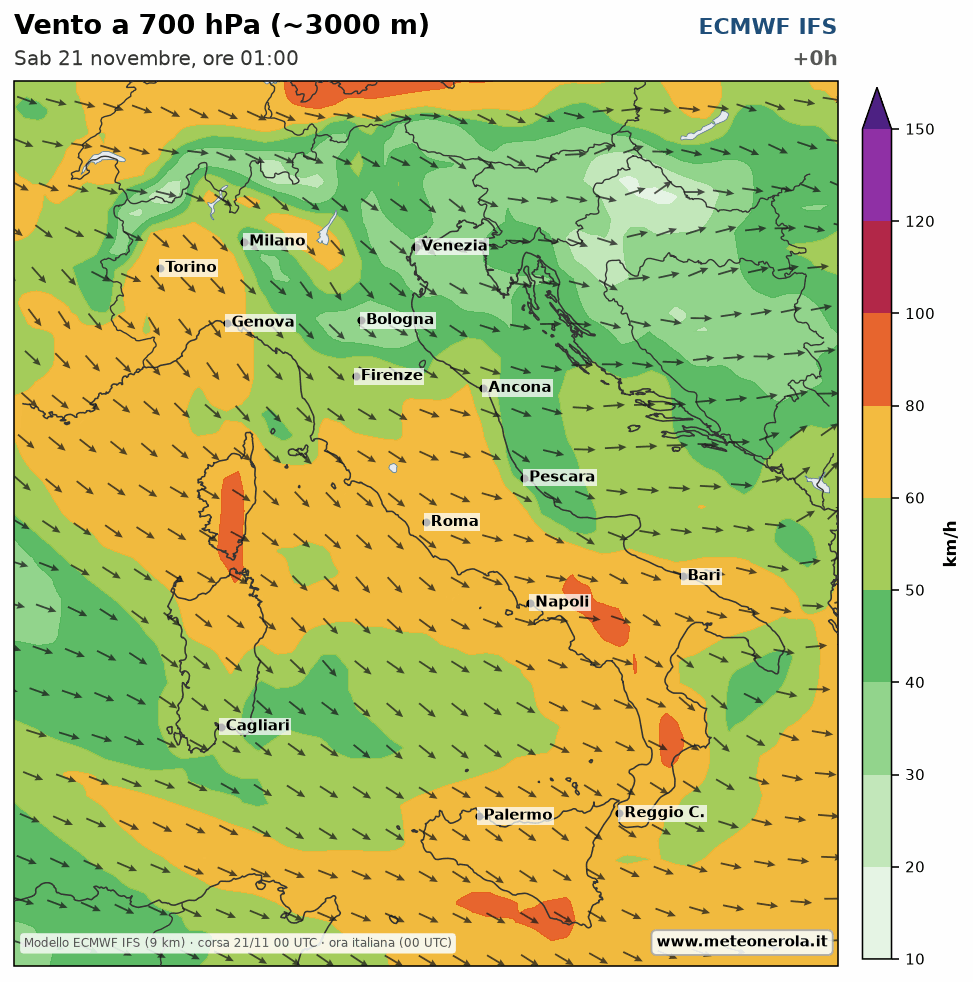 Vento a 700 hPa (~3000 m)
ECMWF IFS
Sab 21 novembre, ore 01:00
+0h
150
120
100
80
60
50
40
30
20
10
km/h
Milano
Venezia
Torino
Genova
Bologna
Firenze
Ancona
Pescara
Roma
Bari
Napoli
Cagliari
Palermo
Reggio C.
Modello ECMWF IFS (9 km) · corsa 21/11 00 UTC · ora italiana (00 UTC)
www.meteonerola.it